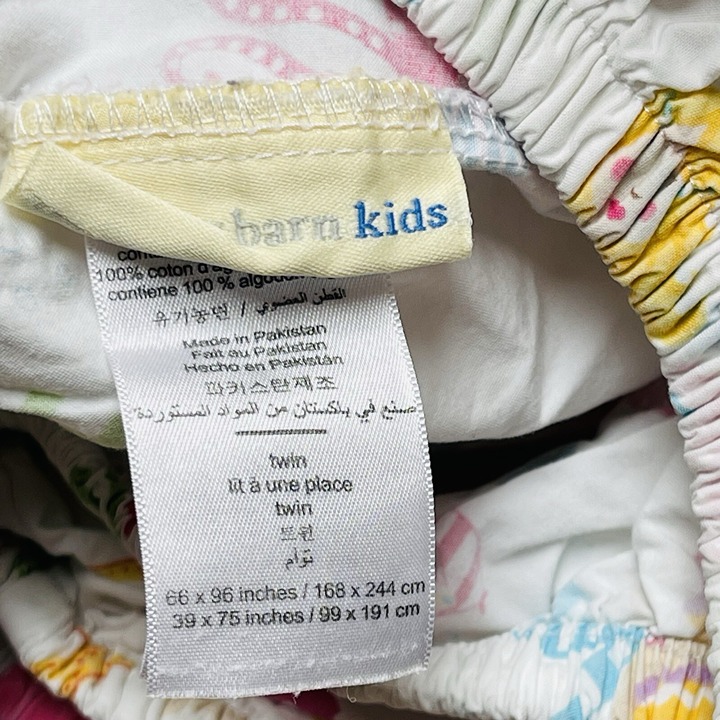 barn kids
100% coton d'ag
contiene 100 % algodón
유기농면 / القطن العضوي
Made in Pakistan
Fait au Pakistan
Hecho en Pakistán
파키스탄제조
صنع في باكستان من المواد المستوردة
twin
lit à une place
twin
트윈
توأم
66 x 96 inches / 168 x 244 cm
39 x 75 inches / 99 x 191 cm